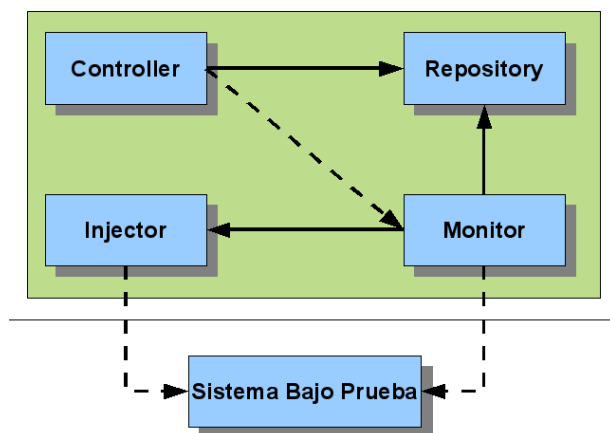 Controller
Repository
Injector
Monitor
Sistema Bajo Prueba